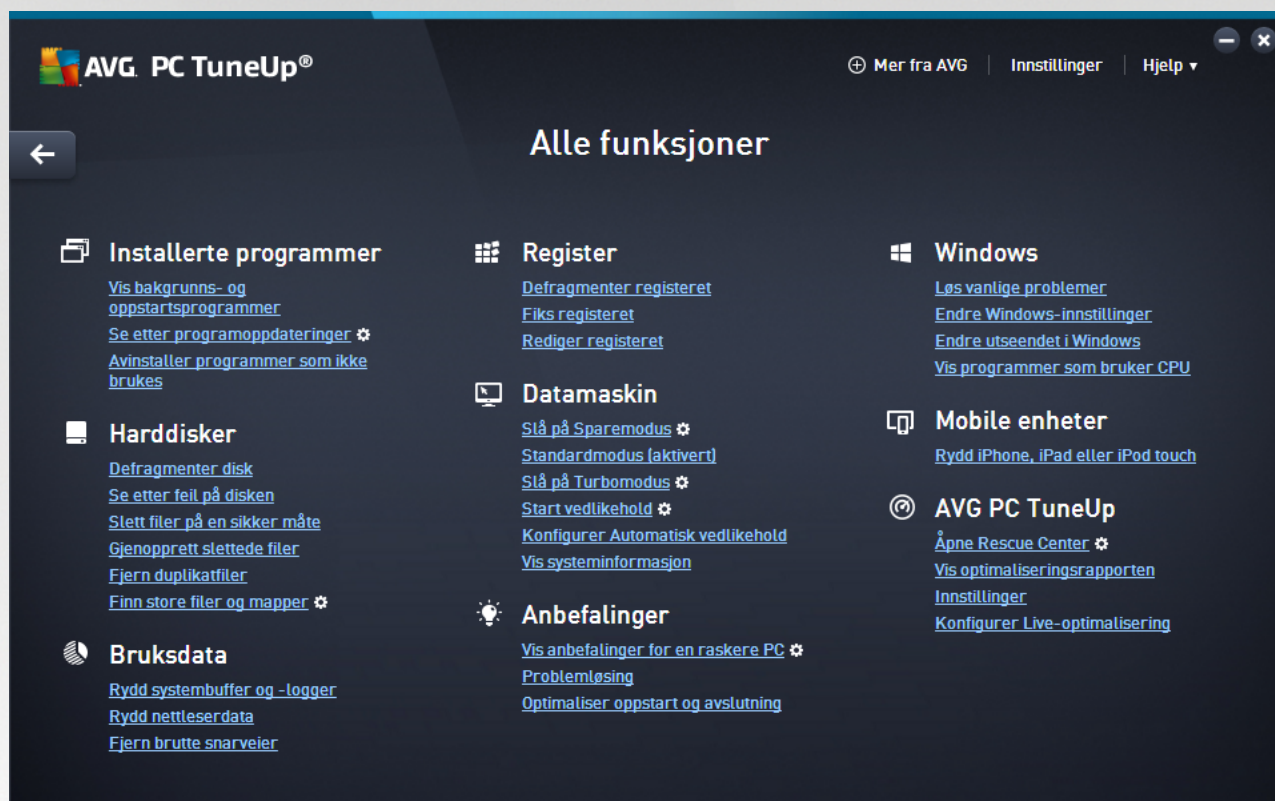 AVG. PC TuneUp®
Mer fra AVG
Innstillinger
Hjelp
Alle funksjoner
Installerte programmer
Vis bakgrunns- og
oppstartsprogrammer
Se etter programoppdateringer
Avinstaller programmer som ikke
brukes
Harddisker
Defragmenter disk
Se etter feil på disken
Slett filer på en sikker måte
Gjenopprett slettede filer
Fjern duplikatfiler
Finn store filer og mapper
Bruksdata
Rydd systembuffer og -logger
Rydd nettleserdata
Fjern brutte snarveier
Register
Defragmenter registeret
Fiks registeret
Rediger registeret
Datamaskin
Slå på Sparemodus
Standardmodus (aktivert)
Slå på Turbomodus
Start vedlikehold
Konfigurer Automatisk vedlikehold
Vis systeminformasjon
Anbefalinger
Vis anbefalinger for en raskere PC
Problemløsing
Optimaliser oppstart og avslutning
Windows
Løs vanlige problemer
Endre Windows-innstillinger
Endre utseendet i Windows
Vis programmer som bruker CPU
Mobile enheter
Rydd iPhone, iPad eller iPod touch
AVG PC TuneUp
Åpne Rescue Center
Vis optimaliseringsrapporten
Innstillinger
Konfigurer Live-optimalisering